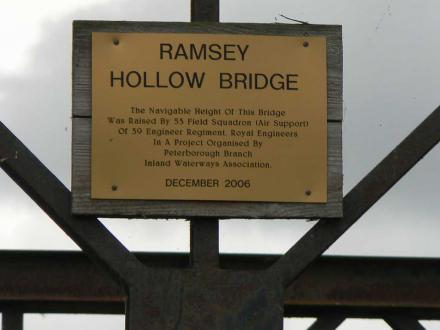 RAMSEY
HOLLOW BRIDGE
The Navigable Height Of This Bridge
Was Raised By 53 Field Squadron (Air Support)
Of 39 Engineer Regiment, Royal Engineers
In A Project Organised By
Peterborough Branch
Inland Waterways Association.
DECEMBER 2006